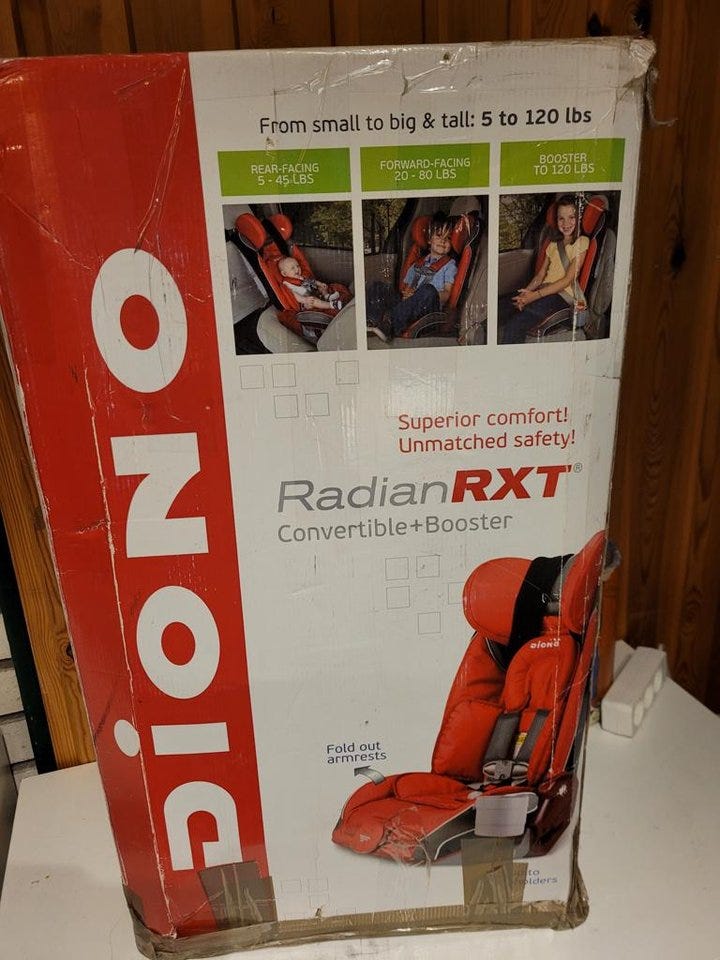 From small to big & tall: 5 to 120 lbs
REAR-FACING
5 - 45 LBS
FORWARD-FACING
20 - 80 LBS
BOOSTER
TO 120 LBS
DiONO
Superior comfort!
Unmatched safety!
RadianRXT®
Convertible+Booster
DiONO
Fold out
armrests
to